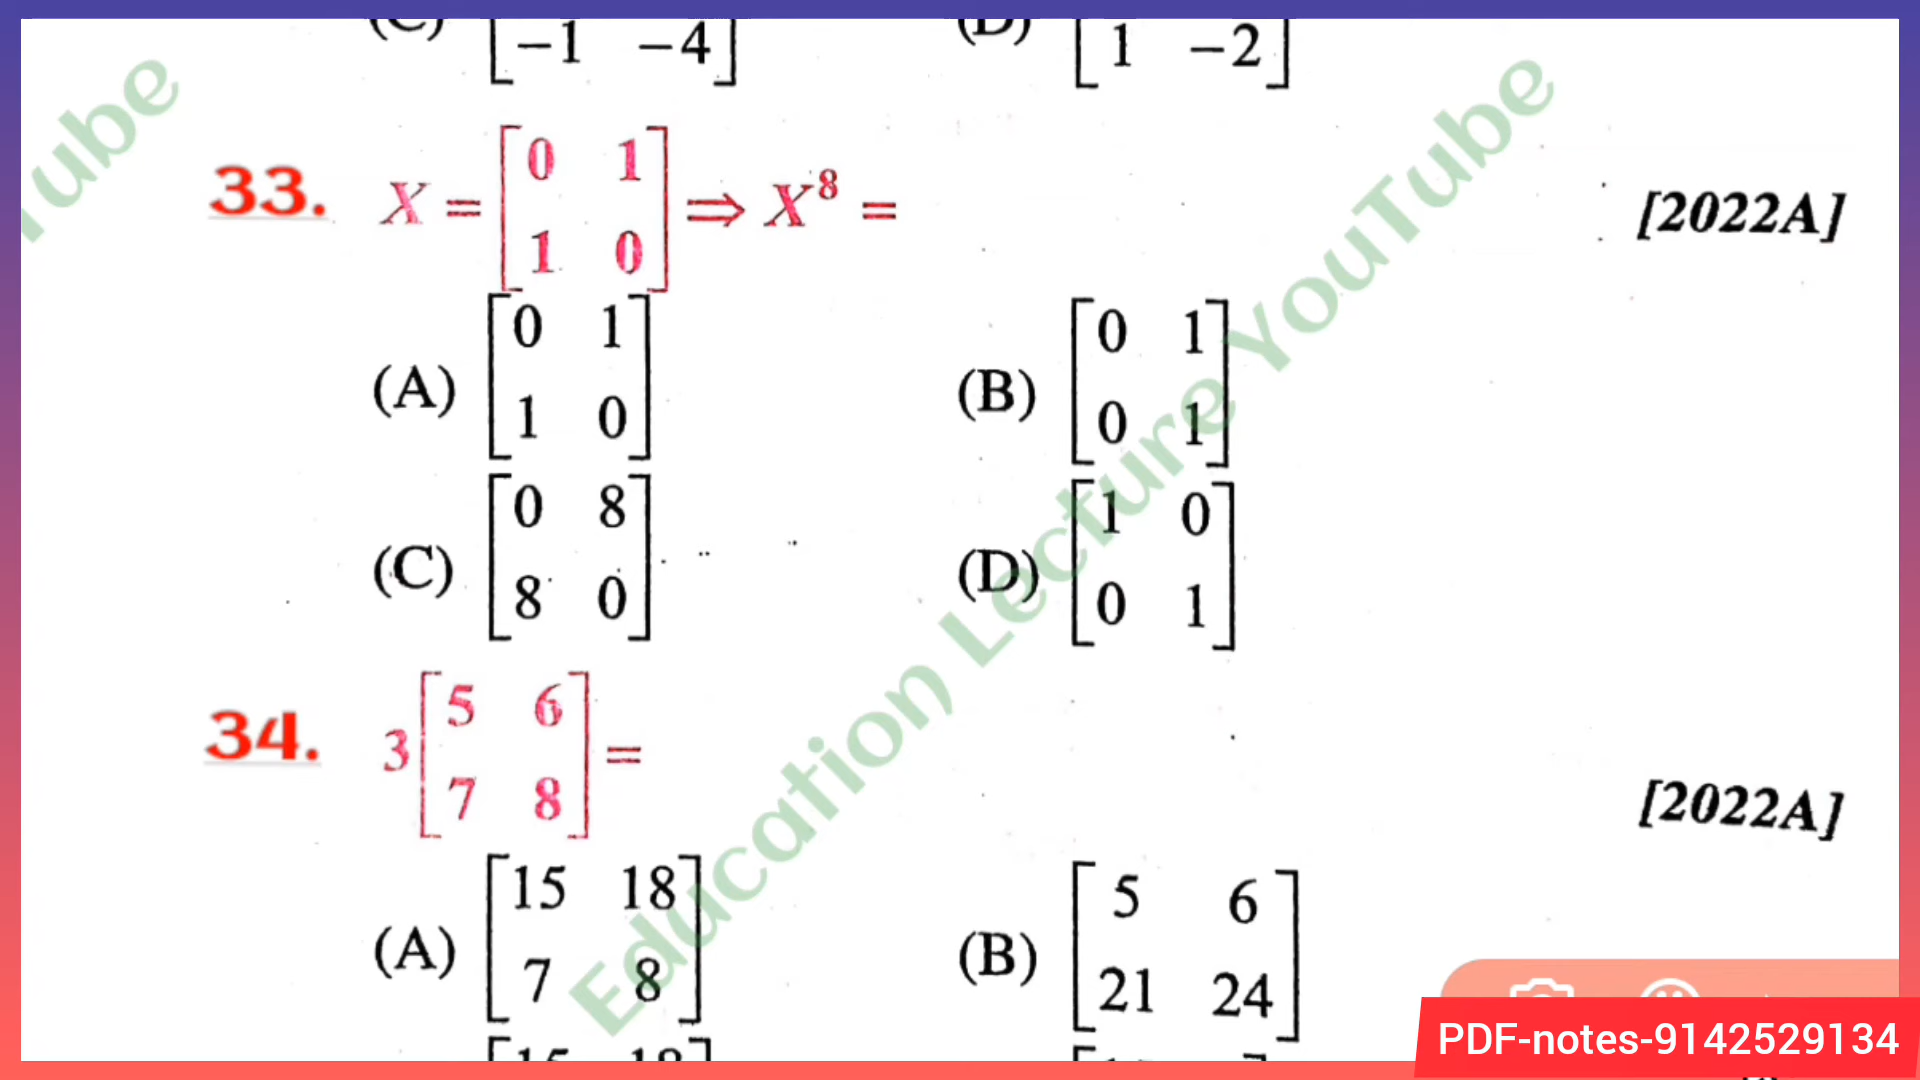 (C) [-1 -4] (D) [1 -2]
33. X = [0 1
1 0] ⇒ X⁸ = [2022A]
(A) [0 1
1 0] (B) [0 1
0 1]
(C) [0 8
8 0] (D) [1 0
0 1]
34. 3 [5 6
7 8] = [2022A]
(A) [15 18
7 8] (B) [5 6
21 24]
Education Lecture YouTube
Tube
PDF-notes-9142529134